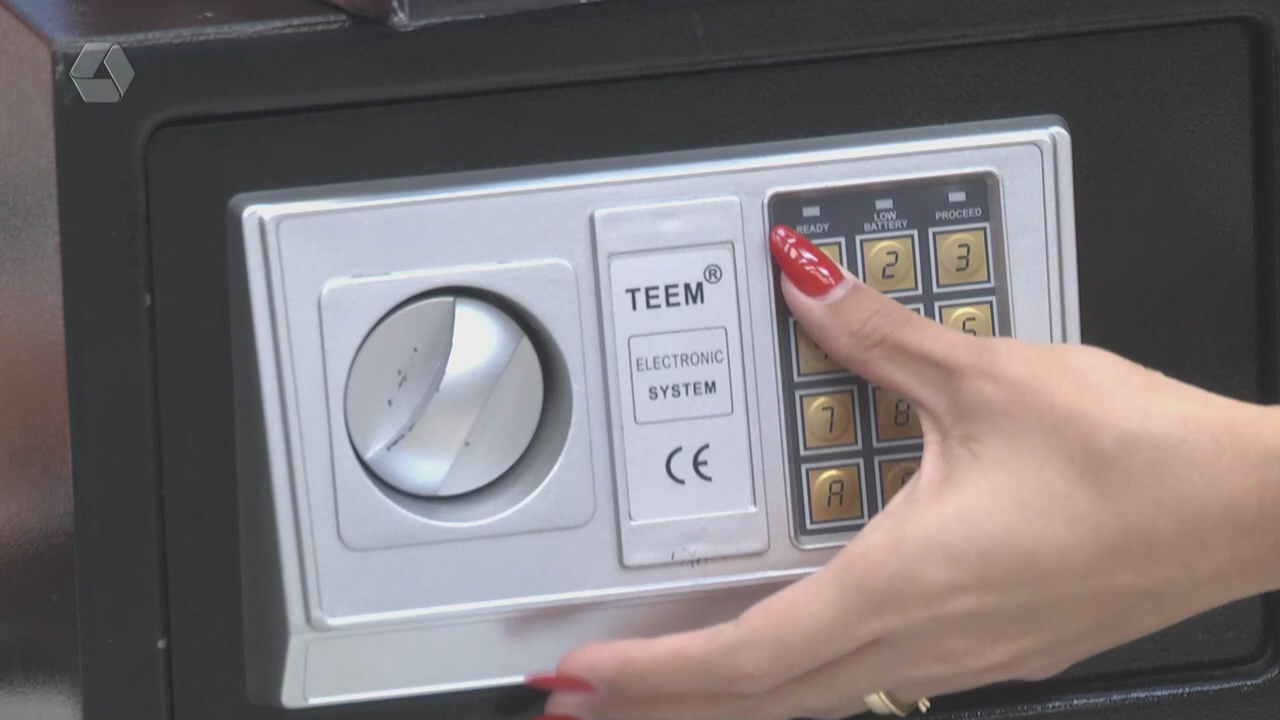 READY
LOW
BATTERY
PROCEED
2
3
TEEM®
ELECTRONIC
SYSTEM
CE
7
8
A